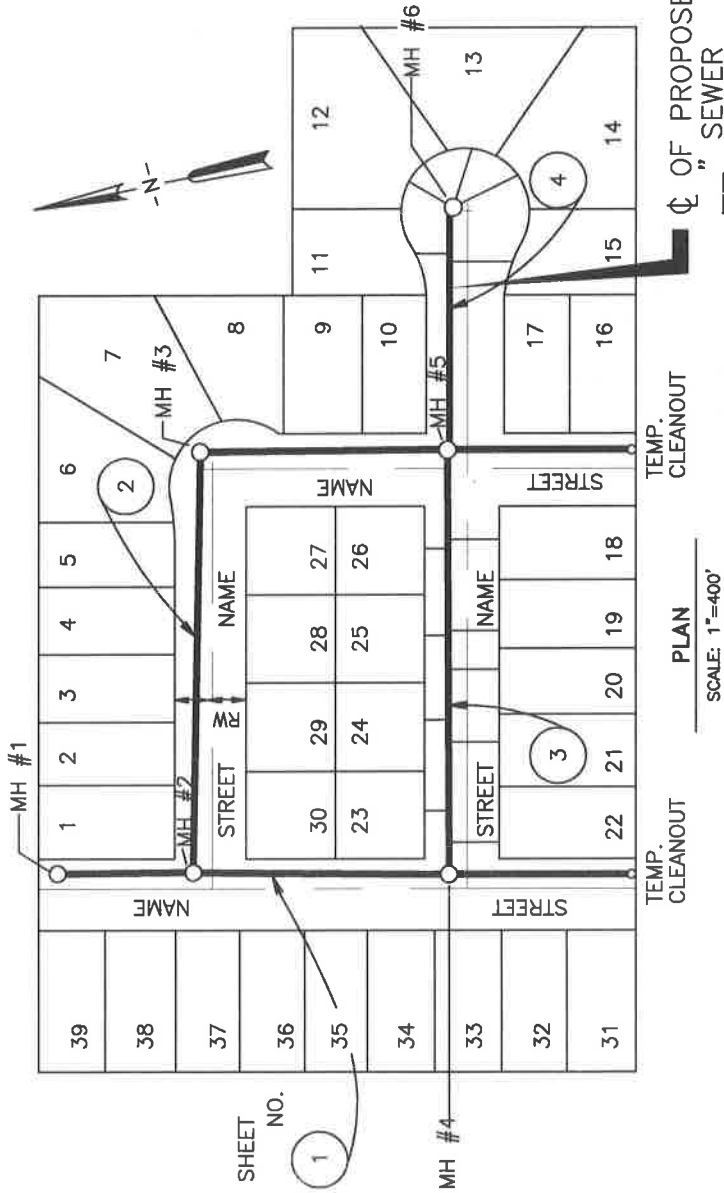 MH #1
12
MH #6
13
-N-
14
4
℄ OF PROPOSE
" SEWER
11
15
7
6
MH #3
8
9
10
MH #5
17
16
TEMP.
CLEANOUT
2
5
4
3
2
1
MH #2
NAME
STREET
RW
NAME
STREET
27
26
28
25
29
24
30
23
NAME
STREET
18
19
20
21
22
3
NAME
STREET
TEMP.
CLEANOUT
39
38
37
36
35
34
33
32
31
SHEET
NO.
1
MH #4
PLAN
SCALE: 1"=400'